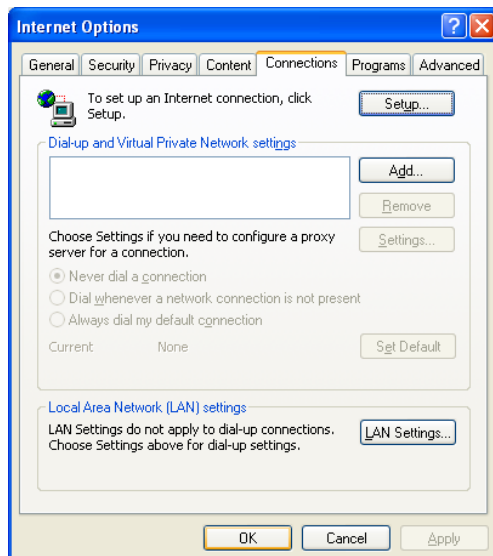 Internet Options
General Security Privacy Content Connections Programs Advanced
To set up an Internet connection, click
Setup.
Setup...
Dial-up and Virtual Private Network settings
Add...
Remove
Choose Settings if you need to configure a proxy
server for a connection.
Settings...
Never dial a connection
Dial whenever a network connection is not present
Always dial my default connection
Current None Set Default
Local Area Network (LAN) settings
LAN Settings do not apply to dial-up connections.
Choose Settings above for dial-up settings.
LAN Settings...
OK Cancel Apply